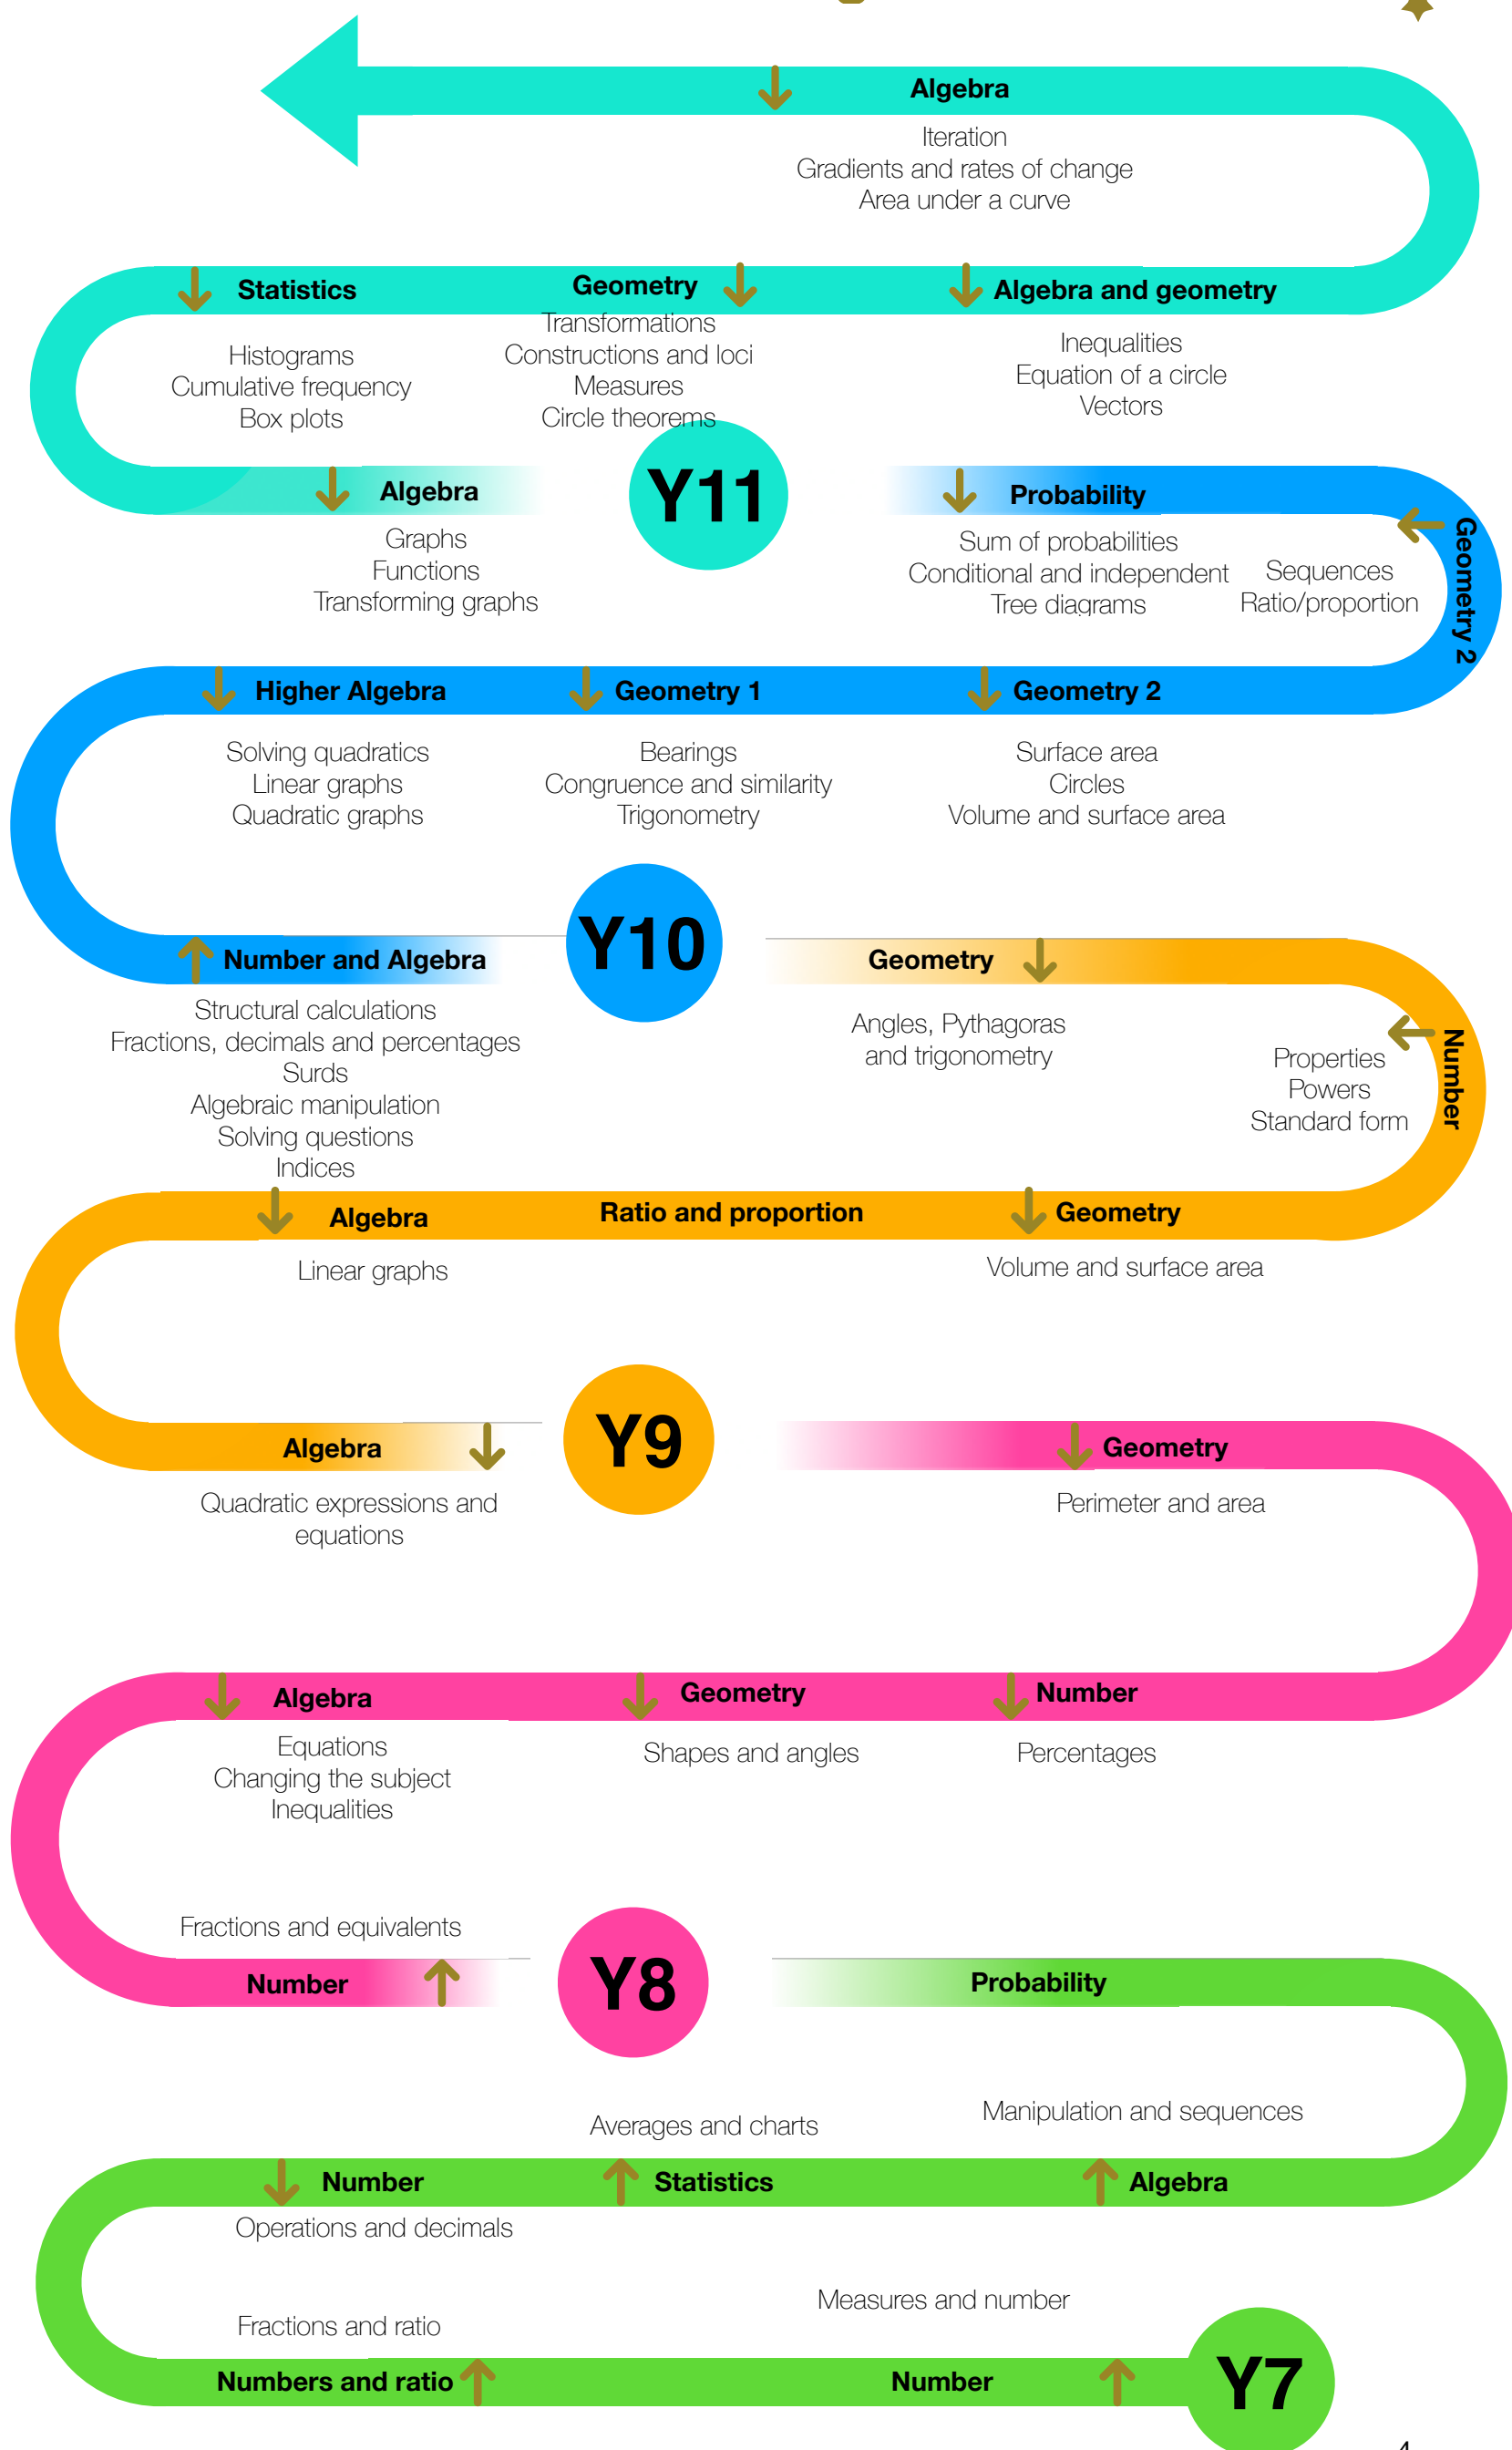 Algebra
Iteration
Gradients and rates of change
Area under a curve
Statistics
Histograms
Cumulative frequency
Box plots
Geometry
Transformations
Constructions and loci
Measures
Circle theorems
Algebra and geometry
Inequalities
Equation of a circle
Vectors
Algebra
Graphs
Functions
Transforming graphs
Y11
Probability
Sum of probabilities
Conditional and independent
Tree diagrams
Geometry 2
Sequences
Ratio/proportion
Higher Algebra
Solving quadratics
Linear graphs
Quadratic graphs
Geometry 1
Bearings
Congruence and similarity
Trigonometry
Geometry 2
Surface area
Circles
Volume and surface area
Number and Algebra
Structural calculations
Fractions, decimals and percentages
Surds
Algebraic manipulation
Solving questions
Indices
Y10
Geometry
Angles, Pythagoras
and trigonometry
Number
Properties
Powers
Standard form
Algebra
Linear graphs
Ratio and proportion
Geometry
Volume and surface area
Algebra
Quadratic expressions and
equations
Y9
Geometry
Perimeter and area
Algebra
Equations
Changing the subject
Inequalities
Geometry
Shapes and angles
Number
Percentages
Fractions and equivalents
Number
Y8
Probability
Averages and charts
Manipulation and sequences
Number
Statistics
Algebra
Operations and decimals
Measures and number
Fractions and ratio
Numbers and ratio
Number
Y7
4